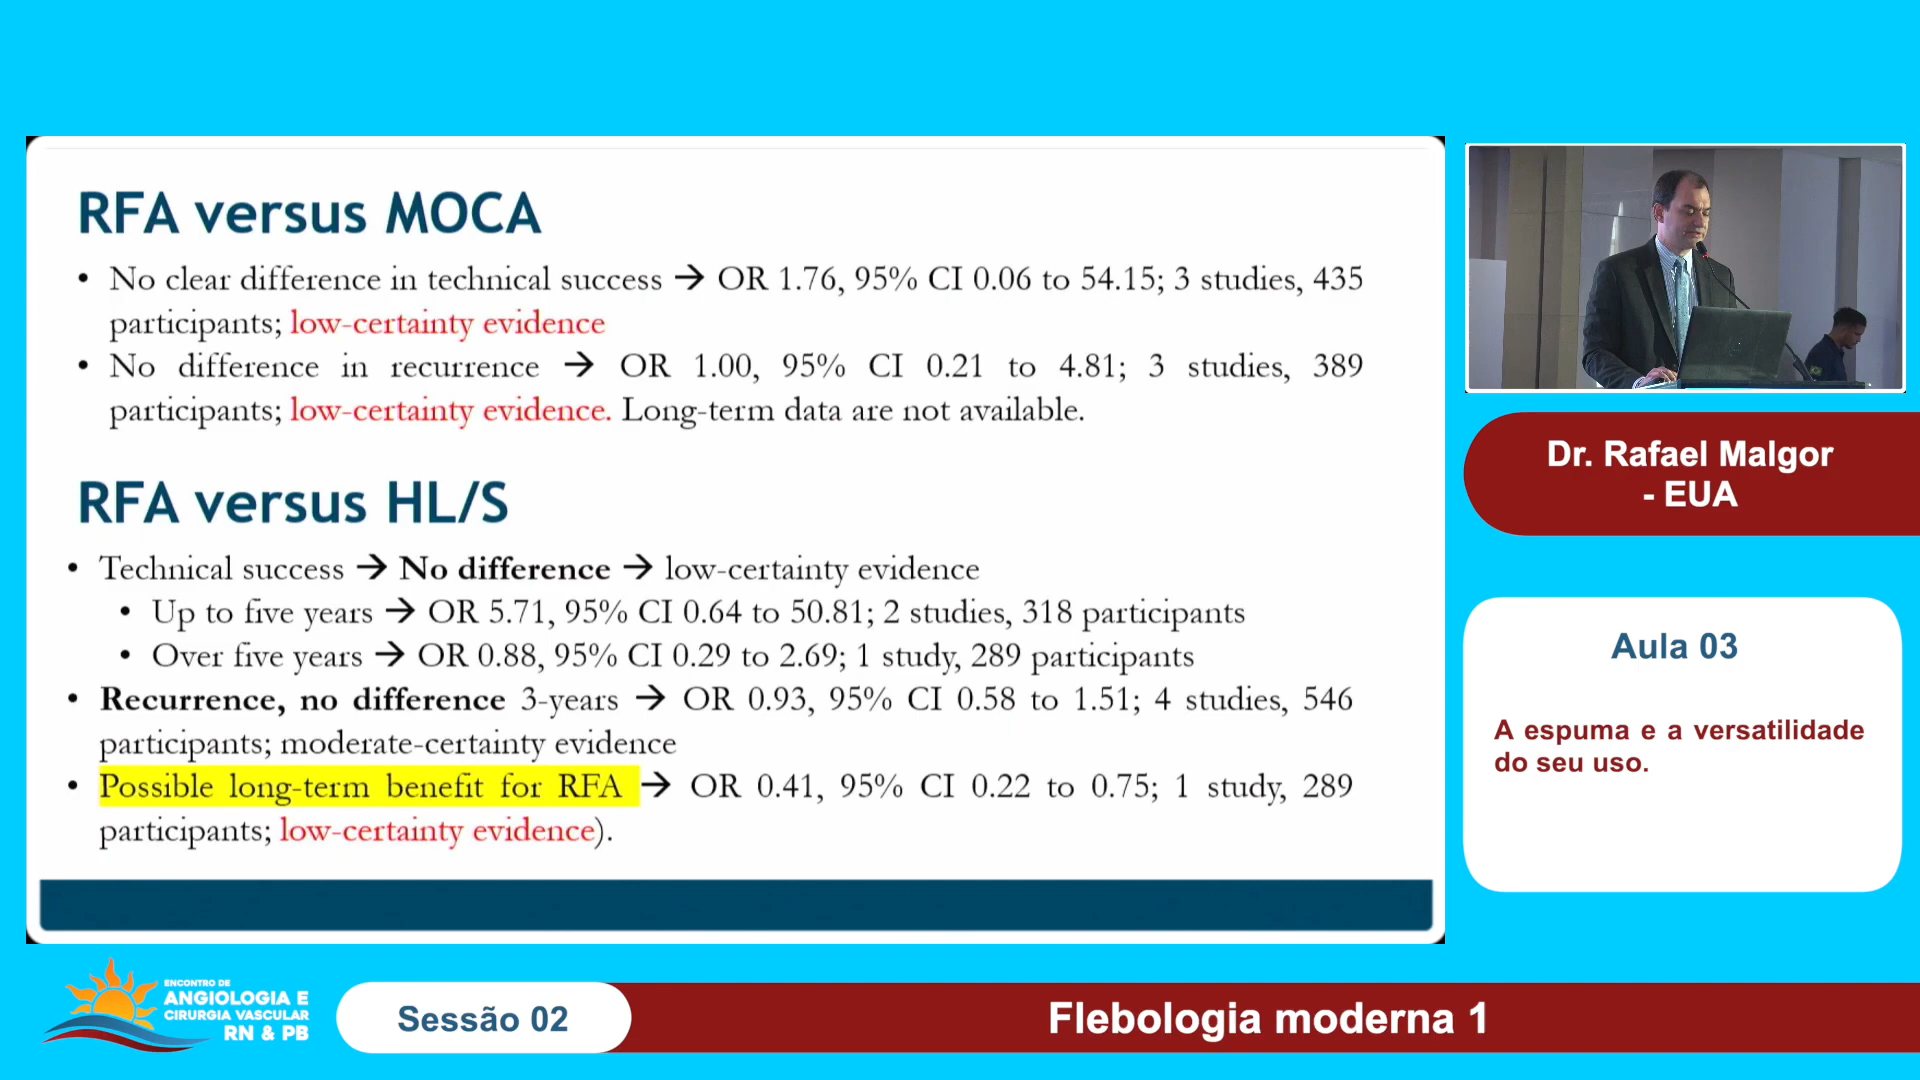 RFA versus MOCA
• No clear difference in technical success → OR 1.76, 95% CI 0.06 to 54.15; 3 studies, 435
participants; low-certainty evidence
• No difference in recurrence → OR 1.00, 95% CI 0.21 to 4.81; 3 studies, 389
participants; low-certainty evidence. Long-term data are not available.
RFA versus HL/S
• Technical success → No difference → low-certainty evidence
• Up to five years → OR 5.71, 95% CI 0.64 to 50.81; 2 studies, 318 participants
• Over five years → OR 0.88, 95% CI 0.29 to 2.69; 1 study, 289 participants
• Recurrence, no difference 3-years → OR 0.93, 95% CI 0.58 to 1.51; 4 studies, 546
participants; moderate-certainty evidence
• Possible long-term benefit for RFA → OR 0.41, 95% CI 0.22 to 0.75; 1 study, 289
participants; low-certainty evidence).
Dr. Rafael Malgor
- EUA
Aula 03
A espuma e a versatilidade
do seu uso.
ENCONTRO DE
ANGIOLOGIA E
CIRURGIA VASCULAR
RN & PB
Sessão 02
Flebologia moderna 1